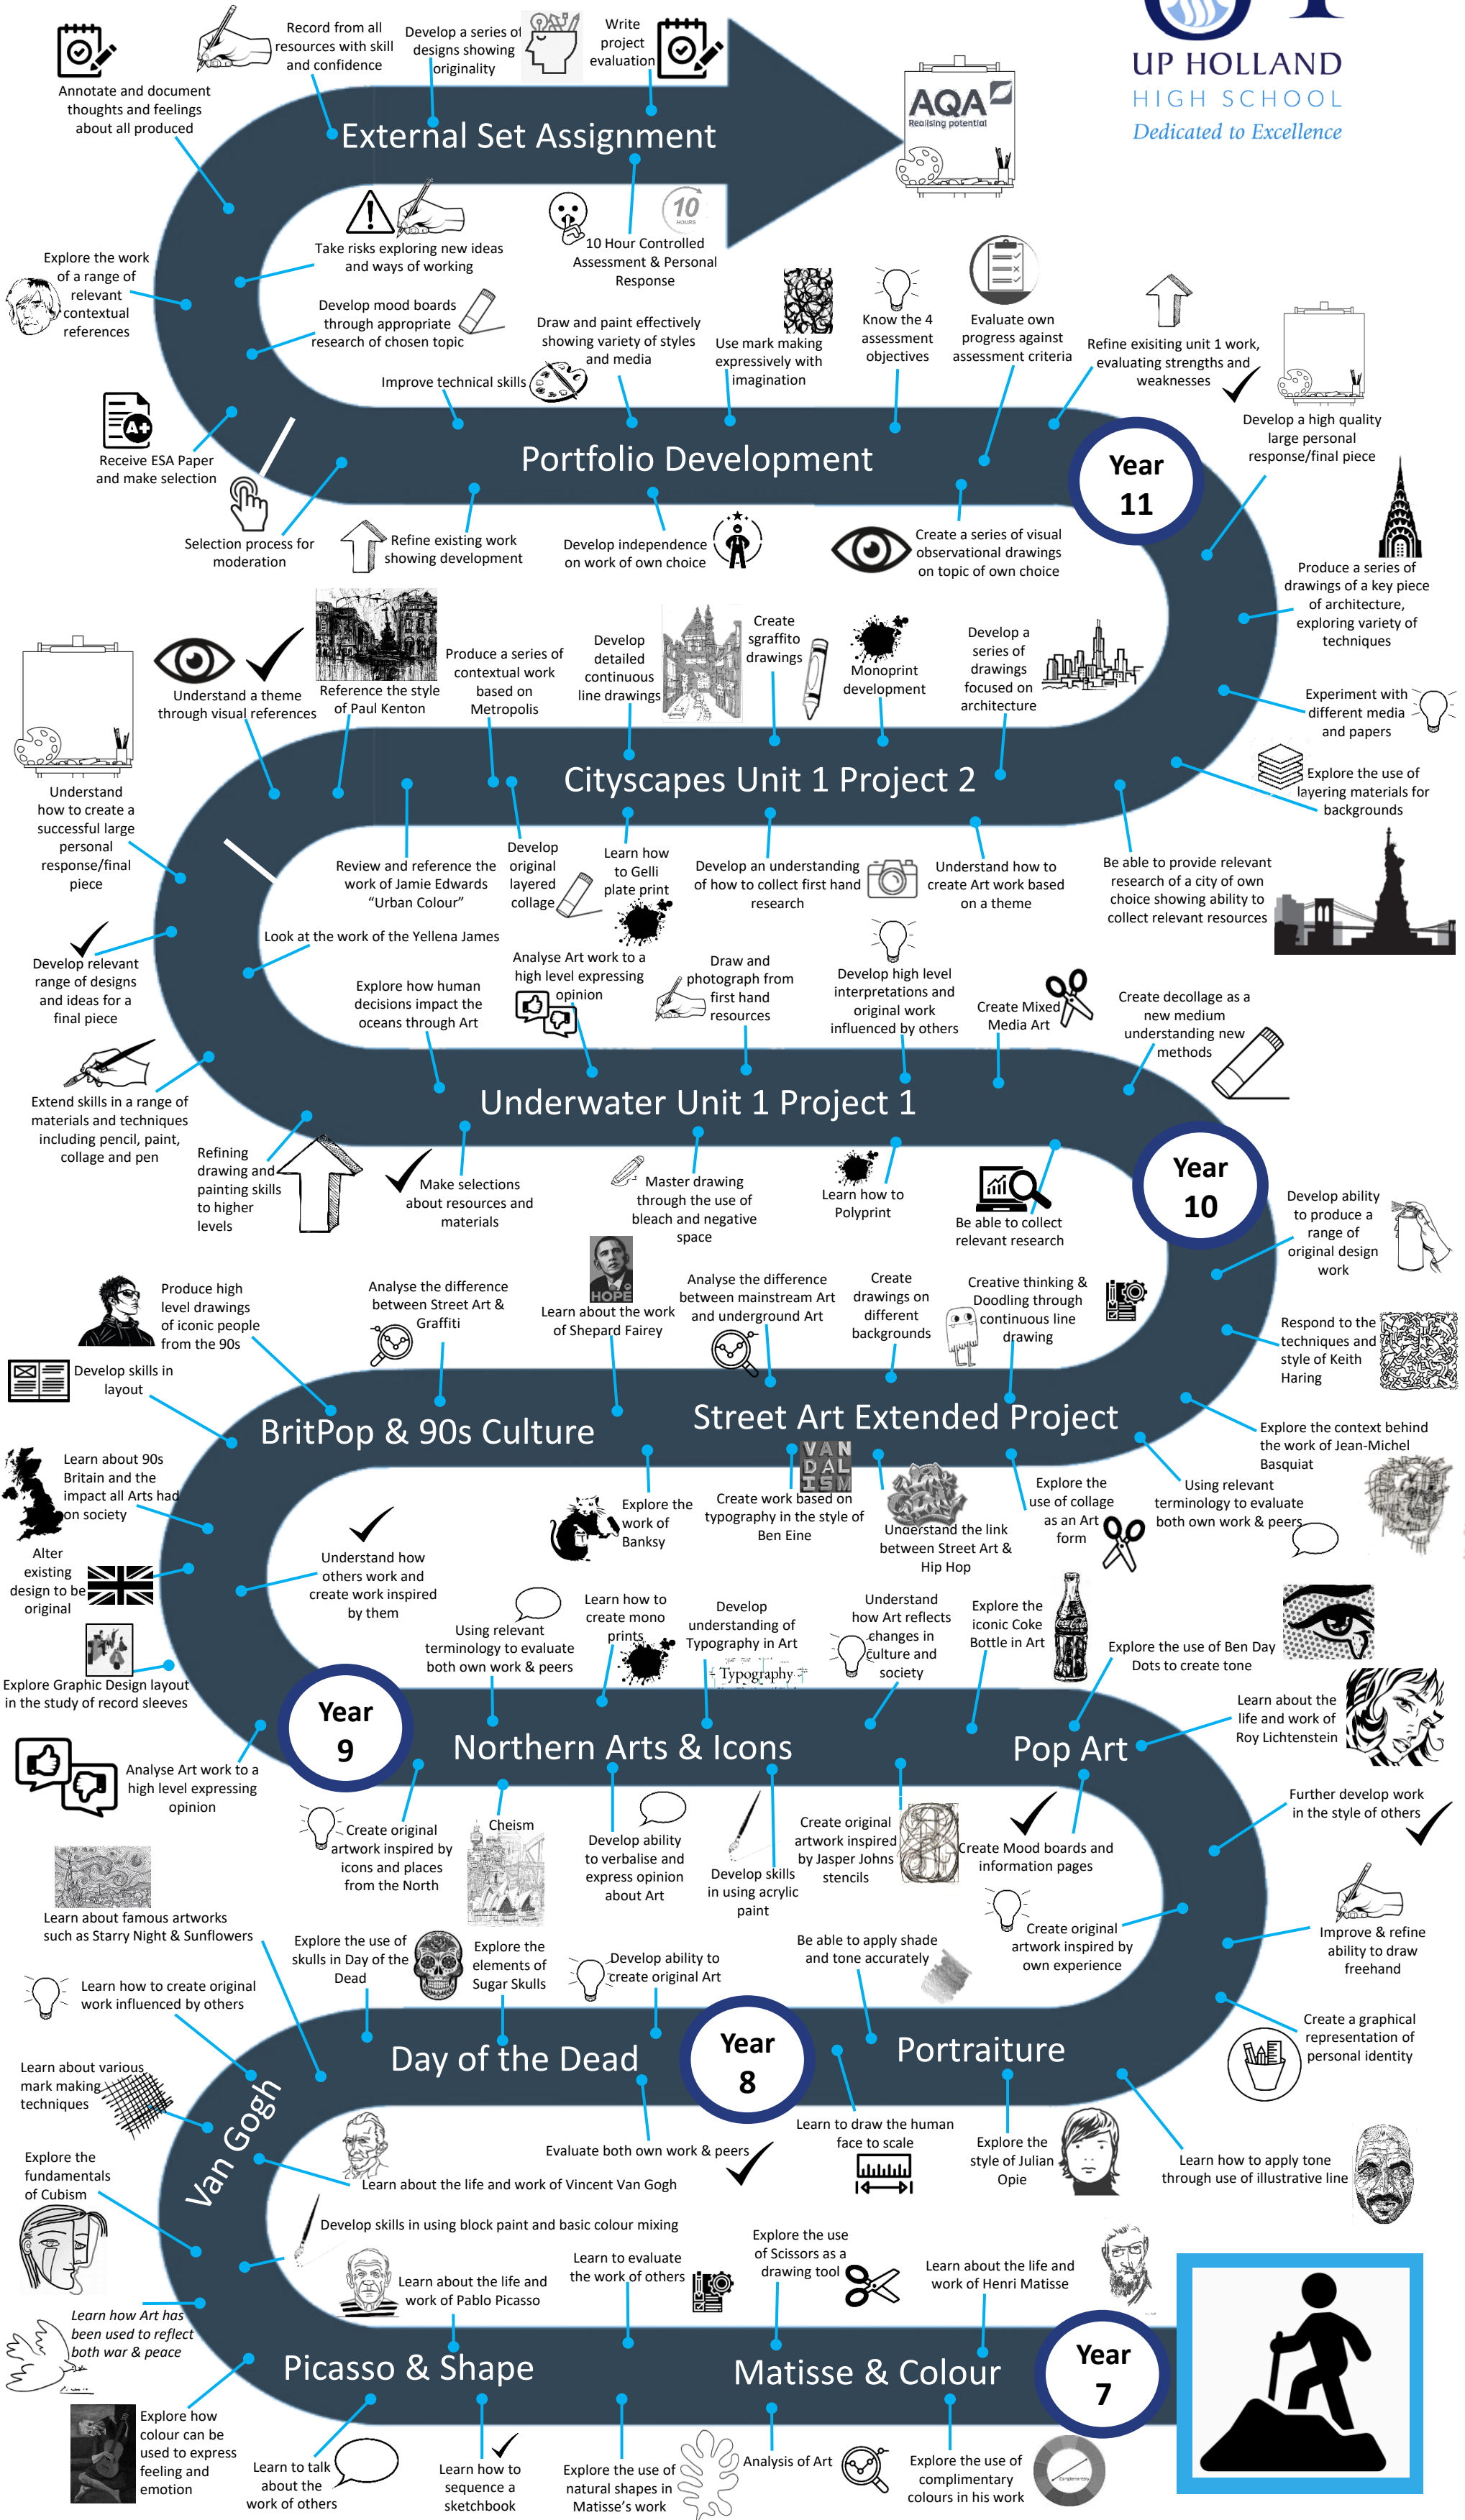 UP HOLLAND
HIGH SCHOOL
Dedicated to Excellence
Record from all
resources with skill
and confidence
Develop a series of
designs showing
originality
Write
project
evaluation
Annotate and document
thoughts and feelings
about all produced
AQA
Realising potential
External Set Assignment
Take risks exploring new ideas
and ways of working
10
HOURS
10 Hour Controlled
Assessment & Personal
Response
Explore the work
of a range of
relevant
contextual
references
Develop mood boards
through appropriate
research of chosen topic
Draw and paint effectively
showing variety of styles
and media
Use mark making
expressively with
imagination
Know the 4
assessment
objectives
Evaluate own
progress against
assessment criteria
Refine exisiting unit 1 work,
evaluating strengths and
weaknesses
Improve technical skills
A+
Receive ESA Paper
and make selection
Develop a high quality
large personal
response/final piece
Portfolio Development
Year
11
Selection process for
moderation
Refine existing work
showing development
Develop independence
on work of own choice
Create a series of visual
observational drawings
on topic of own choice
Produce a series of
drawings of a key piece
of architecture,
exploring variety of
techniques
Understand a theme
through visual references
Reference the style
of Paul Kenton
Produce a series of
contextual work
based on
Metropolis
Develop
detailed
continuous
line drawings
Create
sgraffito
drawings
Monoprint
development
Develop a
series of
drawings
focused on
architecture
Experiment with
different media
and papers
Explore the use of
layering materials for
backgrounds
Cityscapes Unit 1 Project 2
Understand
how to create a
successful large
personal
response/final
piece
Review and reference the
work of Jamie Edwards
“Urban Colour”
Develop
original
layered
collage
Learn how
to Gelli
plate print
Develop an understanding
of how to collect first hand
research
Understand how to
create Art work based
on a theme
Be able to provide relevant
research of a city of own
choice showing ability to
collect relevant resources
Look at the work of the Yellena James
Develop relevant
range of designs
and ideas for a
final piece
Explore how human
decisions impact the
oceans through Art
Analyse Art work to a
high level expressing
opinion
Draw and
photograph from
first hand
resources
Develop high level
interpretations and
original work
influenced by others
Create Mixed
Media Art
Create decollage as a
new medium
understanding new
methods
Underwater Unit 1 Project 1
Extend skills in a range of
materials and techniques
including pencil, paint,
collage and pen
Refining
drawing and
painting skills
to higher
levels
Make selections
about resources and
materials
Master drawing
through the use of
bleach and negative
space
Learn how to
Polyprint
Be able to collect
relevant research
Year
10
Develop ability
to produce a
range of
original design
work
Produce high
level drawings
of iconic people
from the 90s
Analyse the difference
between Street Art &
Graffiti
HOPE
Learn about the work
of Shepard Fairey
Analyse the difference
between mainstream Art
and underground Art
Create
drawings on
different
backgrounds
Creative thinking &
Doodling through
continuous line
drawing
Respond to the
techniques and
style of Keith
Haring
Develop skills in
layout
BritPop & 90s Culture
Street Art Extended Project
Explore the context behind
the work of Jean-Michel
Basquiat
Learn about 90s
Britain and the
impact all Arts had
on society
Explore the
work of
Banksy
VAN
DAL
ISM
Create work based on
typography in the style of
Ben Eine
Understand the link
between Street Art &
Hip Hop
Explore the
use of collage
as an Art
form
Using relevant
terminology to evaluate
both own work & peers
Alter
existing
design to be
original
Understand how
others work and
create work inspired
by them
Using relevant
terminology to evaluate
both own work & peers
Learn how to
create mono
prints
Develop
understanding of
Typography in Art
Typography
Understand
how Art reflects
changes in
culture and
society
Explore the
iconic Coke
Bottle in Art
Coca-Cola
Explore the use of Ben Day
Dots to create tone
Explore Graphic Design layout
in the study of record sleeves
Learn about the
life and work of
Roy Lichtenstein
Year
9
Northern Arts & Icons
Pop Art
Analyse Art work to a
high level expressing
opinion
Create original
artwork inspired by
icons and places
from the North
Cheism
Develop ability
to verbalise and
express opinion
about Art
Develop skills
in using acrylic
paint
Create original
artwork inspired
by Jasper Johns
stencils
Create Mood boards and
information pages
Further develop work
in the style of others
Learn about famous artworks
such as Starry Night & Sunflowers
Explore the use of
skulls in Day of the
Dead
Explore the
elements of
Sugar Skulls
Develop ability to
create original Art
Be able to apply shade
and tone accurately
Create original
artwork inspired by
own experience
Improve & refine
ability to draw
freehand
Learn how to create original
work influenced by others
Day of the Dead
Year
8
Portraiture
Create a graphical
representation of
personal identity
Learn about various
mark making
techniques
Van Gogh
Evaluate both own work & peers
Learn to draw the human
face to scale
Explore the
style of Julian
Opie
Learn how to apply tone
through use of illustrative line
Explore the
fundamentals
of Cubism
Learn about the life and work of Vincent Van Gogh
Develop skills in using block paint and basic colour mixing
Learn about the life and
work of Pablo Picasso
Learn to evaluate
the work of others
Explore the use
of Scissors as a
drawing tool
Learn about the life and
work of Henri Matisse
Learn how Art has
been used to reflect
both war & peace
Picasso & Shape
Matisse & Colour
Year
7
Explore how
colour can be
used to express
feeling and
emotion
Learn to talk
about the
work of others
Learn how to
sequence a
sketchbook
Explore the use of
natural shapes in
Matisse’s work
Analysis of Art
Explore the use of
complimentary
colours in his work